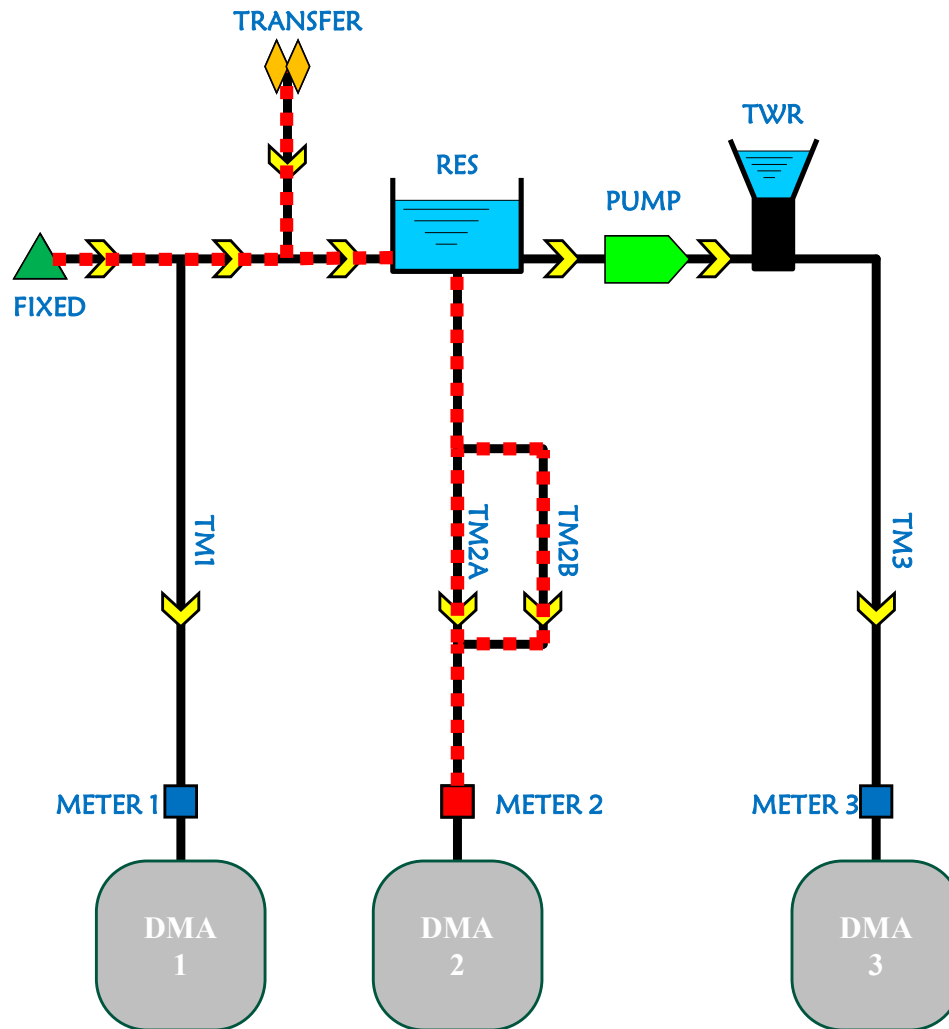 TRANSFER
TWR
RES
PUMP
FIXED
TM1
TM2A
TM2B
TM3
METER 1
METER 2
METER 3
DMA
1
DMA
2
DMA
3